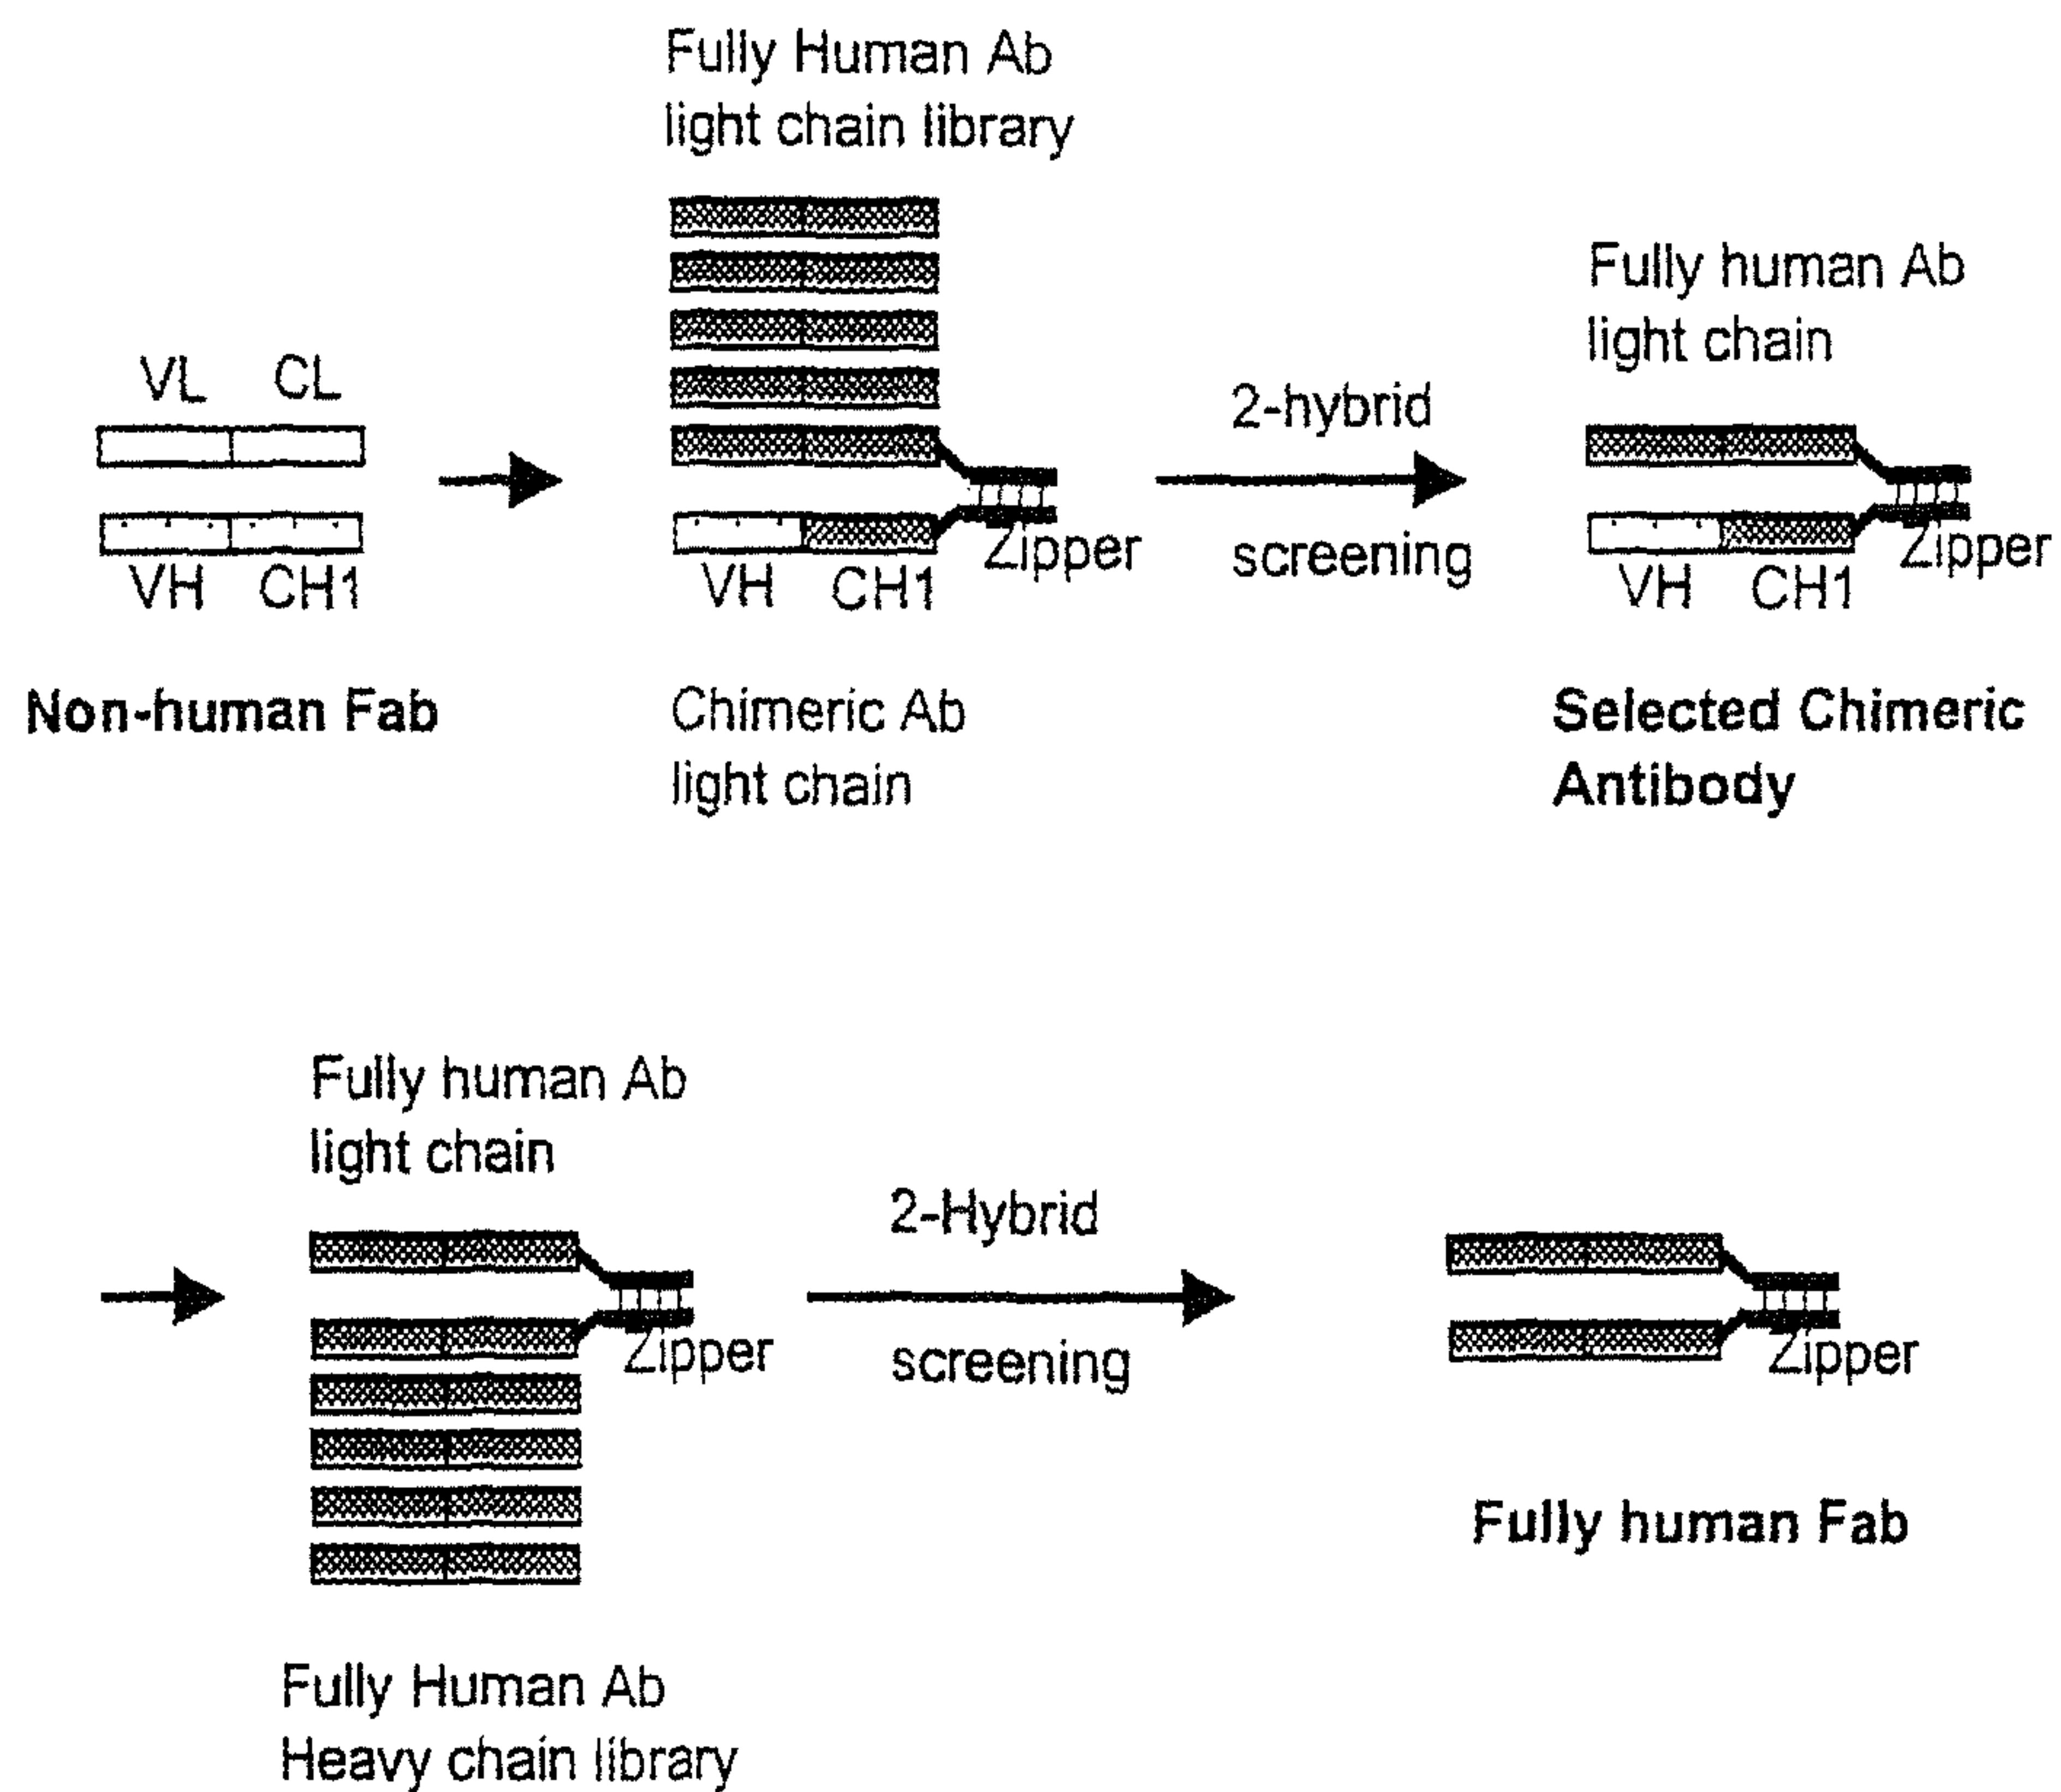 Fully Human Ab
light chain library
VL CL
VH CH1
Non-human Fab
VH CH1
Zipper
Chimeric Ab
light chain
2-hybrid
screening
Fully human Ab
light chain
VH CH1
Zipper
Selected Chimeric
Antibody
Fully human Ab
light chain
Zipper
Fully Human Ab
Heavy chain library
2-Hybrid
screening
Zipper
Fully human Fab